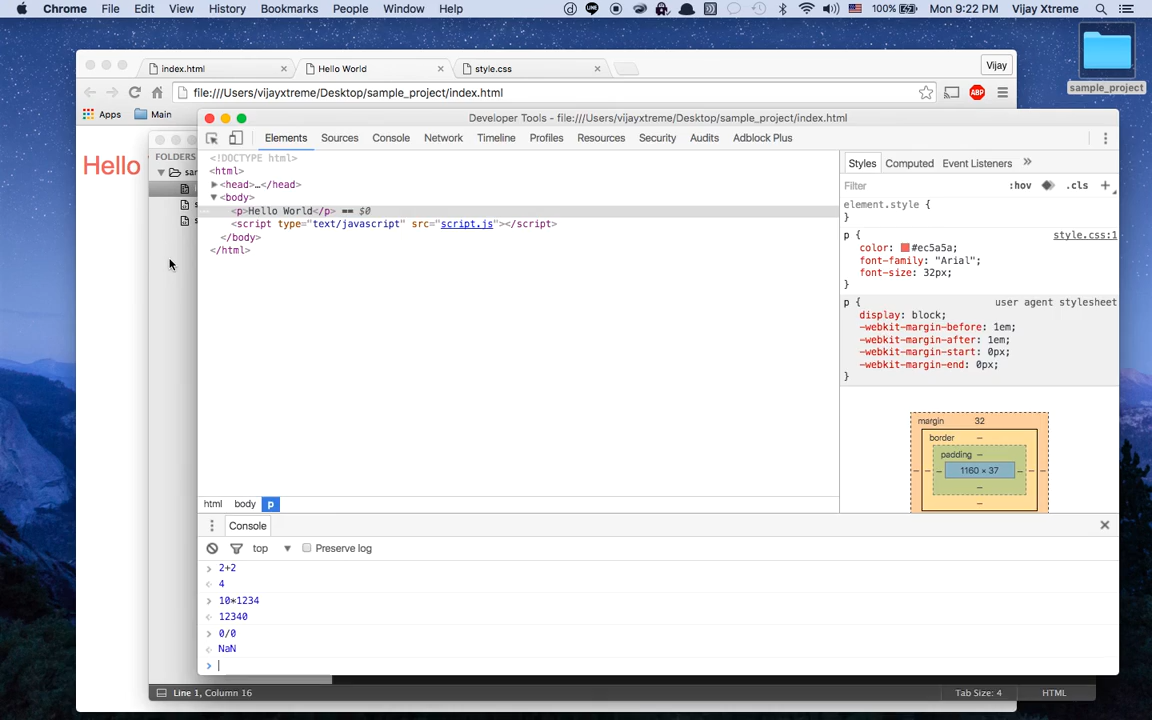 Chrome File Edit View History Bookmarks People Window Help 100% Mon 9:22 PM Vijay Xtreme
index.html Hello World style.css Vijay
file:///Users/vijayxtreme/Desktop/sample_project/index.html ABP
sample_project
Apps Main
Developer Tools - file:///Users/vijayxtreme/Desktop/sample_project/index.html
Elements Sources Console Network Timeline Profiles Resources Security Audits Adblock Plus
Hello
FOLDERS
<!DOCTYPE html>
<html>
<head>…</head>
<body>
<p>Hello World</p> == $0
<script type="text/javascript" src="script.js"></script>
</body>
</html>
Styles Computed Event Listeners »
Filter :hov .cls +
element.style {
}
p { style.css:1
color: #ec5a5a;
font-family: "Arial";
font-size: 32px;
}
p { user agent stylesheet
display: block;
-webkit-margin-before: 1em;
-webkit-margin-after: 1em;
-webkit-margin-start: 0px;
-webkit-margin-end: 0px;
}
margin 32
border –
padding –
– – – 1160 × 37 – – –
–
–
html body p
Console
top Preserve log
> 2+2
< 4
> 10*1234
< 12340
> 0/0
< NaN
>
Line 1, Column 16 Tab Size: 4 HTML